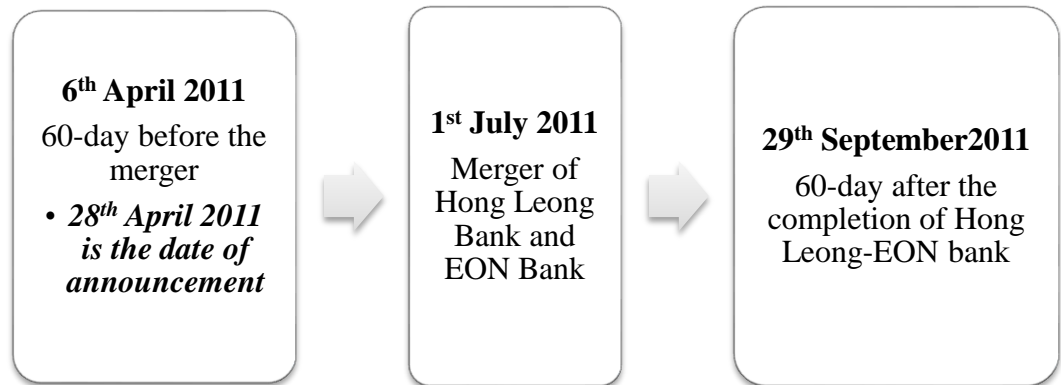 6th April 2011
60-day before the
merger
• 28th April 2011
is the date of
announcement
1st July 2011
Merger of
Hong Leong
Bank and
EON Bank
29th September2011
60-day after the
completion of Hong
Leong-EON bank